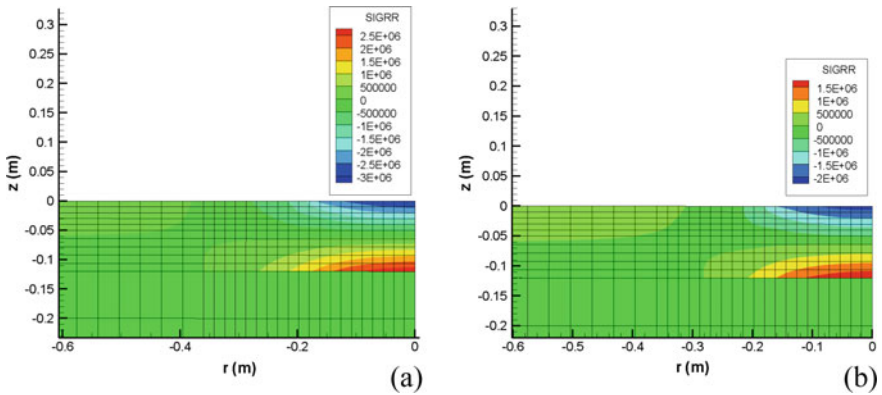 SIGRR
2.5E+06
2E+06
1.5E+06
1E+06
500000
0
-500000
-1E+06
-1.5E+06
-2E+06
-2.5E+06
-3E+06
0.3
0.25
0.2
0.15
0.1
0.05
0
-0.05
-0.1
-0.15
-0.2
z (m)
-0.6
-0.4
-0.2
0
r (m)
(a)
SIGRR
1.5E+06
1E+06
500000
0
-500000
-1E+06
-1.5E+06
-2E+06
0.3
0.25
0.2
0.15
0.1
0.05
0
-0.05
-0.1
-0.15
-0.2
z (m)
-0.6
-0.5
-0.4
-0.3
-0.2
-0.1
0
r (m)
(b)